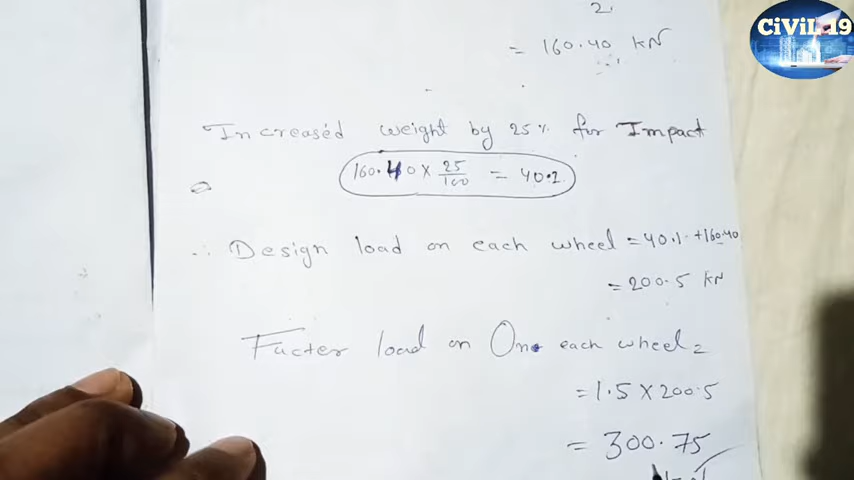 2.
= 160.40 kN
CiViL 19
Increased weight by 25% for Impact
160.40 × 25/100 = 40.2
∴ Design load on each wheel = 40.1 + 160.40
= 200.5 kN
Facter load on One each wheel =
= 1.5 × 200.5
= 300.75